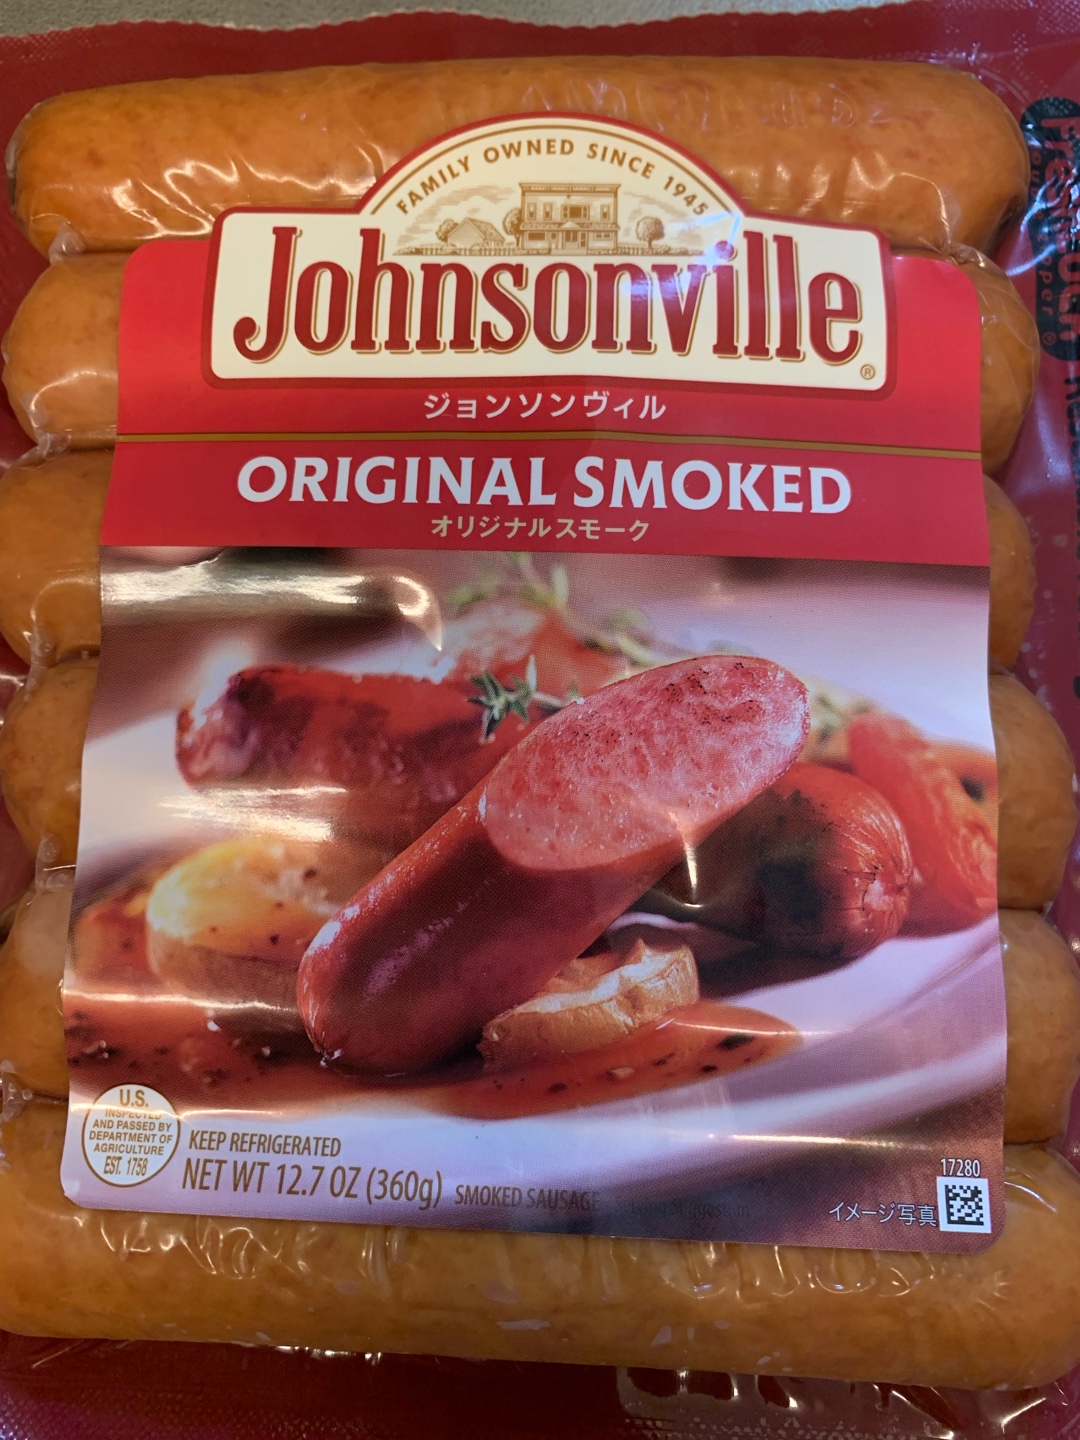 FAMILY OWNED SINCE 1945
Johnsonville®
ジョンソンヴィル
ORIGINAL SMOKED
オリジナルスモーク
U.S.
INSPECTED
AND PASSED BY
DEPARTMENT OF
AGRICULTURE
EST. 1758
KEEP REFRIGERATED
NET WT 12.7 OZ (360g) SMOKED SAUSAGE
17280
イメージ写真